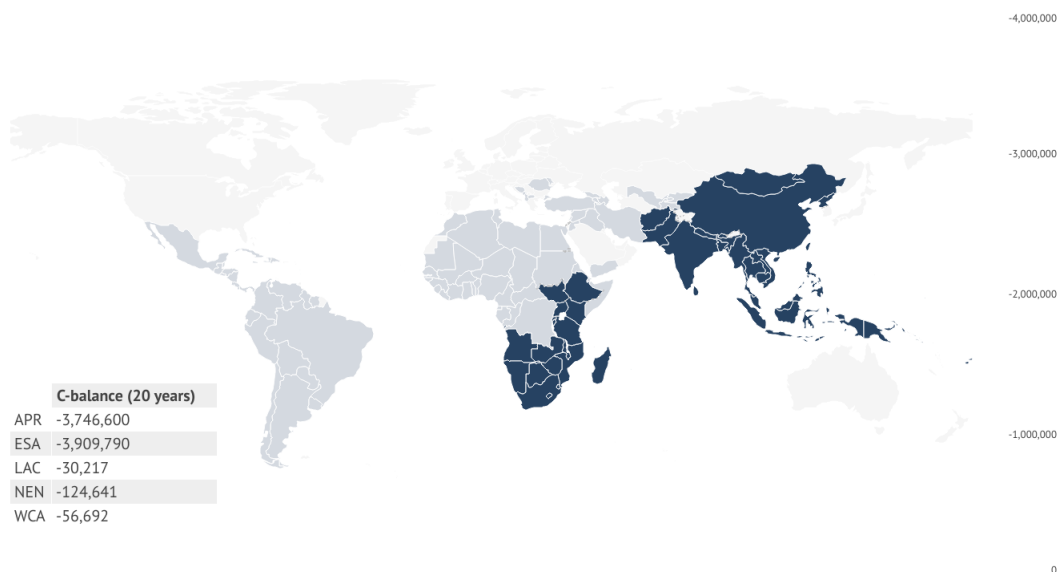 -4,000,000
-3,000,000
-2,000,000
C-balance (20 years)
APR -3,746,600
ESA -3,909,790
-1,000,000
LAC -30,217
NEN -124,641
WCA -56,692
0